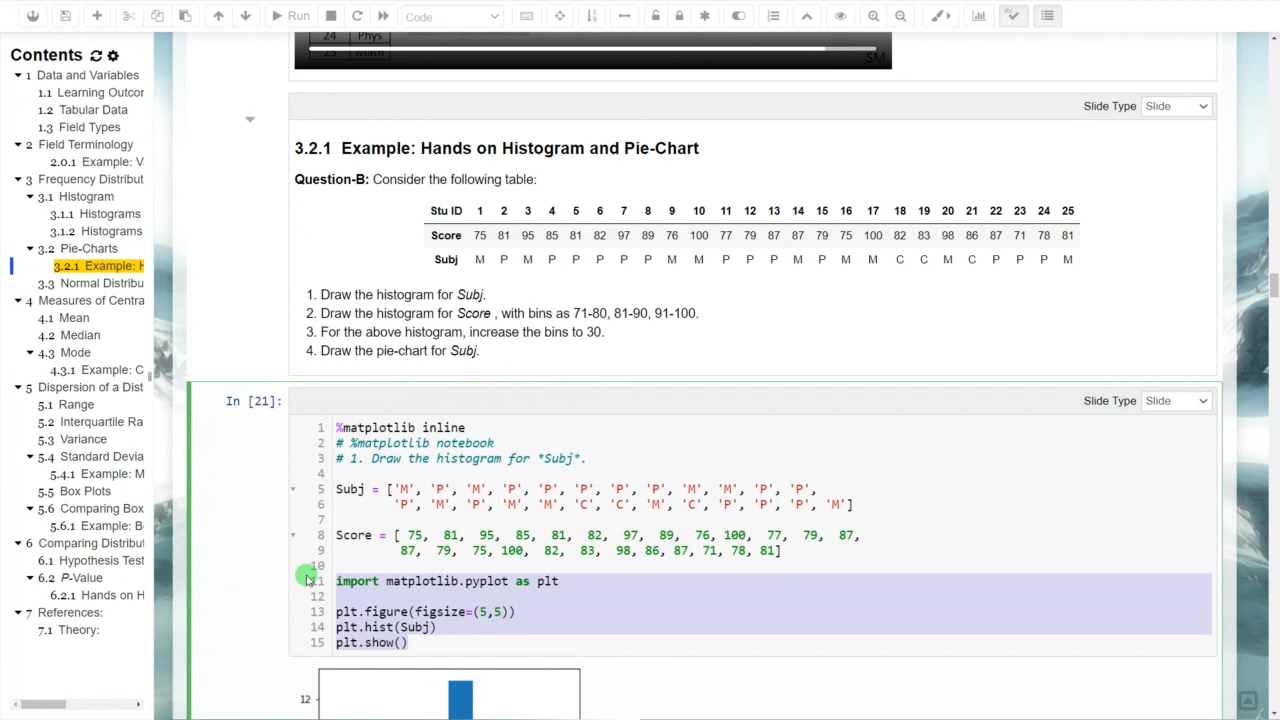 Run
Code
24 Phys
25 Math
SM
Contents
1 Data and Variables
1.1 Learning Outcor
1.2 Tabular Data
1.3 Field Types
2 Field Terminology
2.0.1 Example: V
3 Frequency Distribut
3.1 Histogram
3.1.1 Histograms
3.1.2 Histograms
3.2 Pie-Charts
3.2.1 Example: H
3.3 Normal Distribu
4 Measures of Centra
4.1 Mean
4.2 Median
4.3 Mode
4.3.1 Example: C
5 Dispersion of a Dist
5.1 Range
5.2 Interquartile Ra
5.3 Variance
5.4 Standard Devia
5.4.1 Example: M
5.5 Box Plots
5.6 Comparing Box
5.6.1 Example: B
6 Comparing Distribut
6.1 Hypothesis Test
6.2 P-Value
6.2.1 Hands on H
7 References:
7.1 Theory:
Slide Type Slide
3.2.1 Example: Hands on Histogram and Pie-Chart
Question-B: Consider the following table:
Stu ID 1 2 3 4 5 6 7 8 9 10 11 12 13 14 15 16 17 18 19 20 21 22 23 24 25
Score 75 81 95 85 81 82 97 89 76 100 77 79 87 87 79 75 100 82 83 98 86 87 71 78 81
Subj M P M P P P P P M M P P P M P M M C C M C P P P M
1. Draw the histogram for Subj.
2. Draw the histogram for Score , with bins as 71-80, 81-90, 91-100.
3. For the above histogram, increase the bins to 30.
4. Draw the pie-chart for Subj.
In [21]:
Slide Type Slide
1 %matplotlib inline
2 # %matplotlib notebook
3 # 1. Draw the histogram for *Subj*.
4
5 Subj = ['M', 'P', 'M', 'P', 'P', 'P', 'P', 'P', 'M', 'M', 'P', 'P',
6 'P', 'M', 'P', 'M', 'M', 'C', 'C', 'M', 'C', 'P', 'P', 'P', 'M']
7
8 Score = [ 75, 81, 95, 85, 81, 82, 97, 89, 76, 100, 77, 79, 87,
9 87, 79, 75, 100, 82, 83, 98, 86, 87, 71, 78, 81]
10
11 import matplotlib.pyplot as plt
12
13 plt.figure(figsize=(5,5))
14 plt.hist(Subj)
15 plt.show()
12